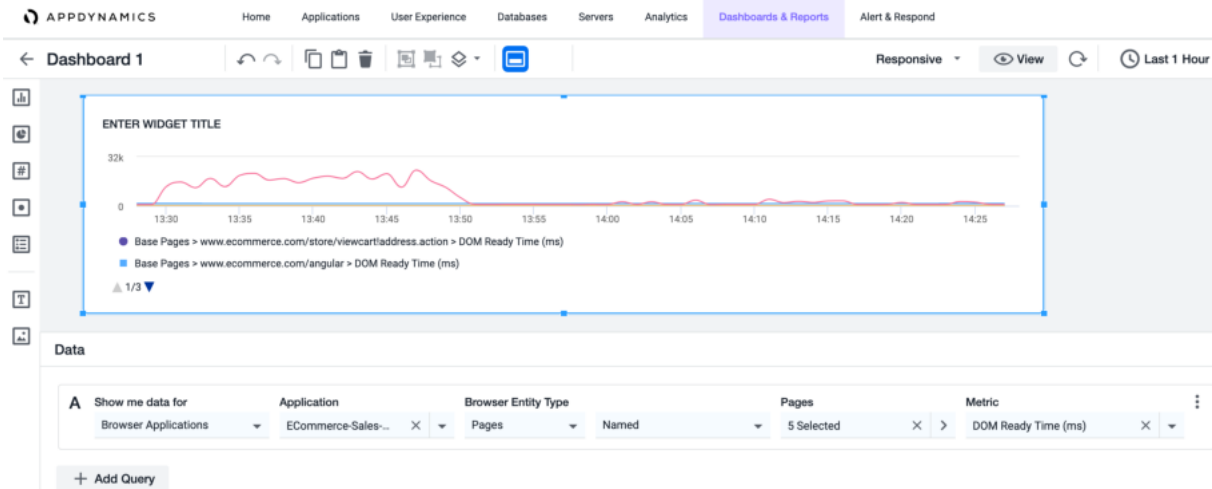 APPDYNAMICS Home Applications User Experience Databases Servers Analytics Dashboards & Reports Alert & Respond
Dashboard 1 Responsive View Last 1 Hour
ENTER WIDGET TITLE
32k
0
13:30 13:35 13:40 13:45 13:50 13:55 14:00 14:05 14:10 14:15 14:20 14:25
Base Pages > www.ecommerce.com/store/viewcart!address.action > DOM Ready Time (ms)
Base Pages > www.ecommerce.com/angular > DOM Ready Time (ms)
1/3
Data
A Show me data for Application Browser Entity Type Pages Metric
Browser Applications ECommerce-Sales-... Pages Named 5 Selected DOM Ready Time (ms)
+ Add Query